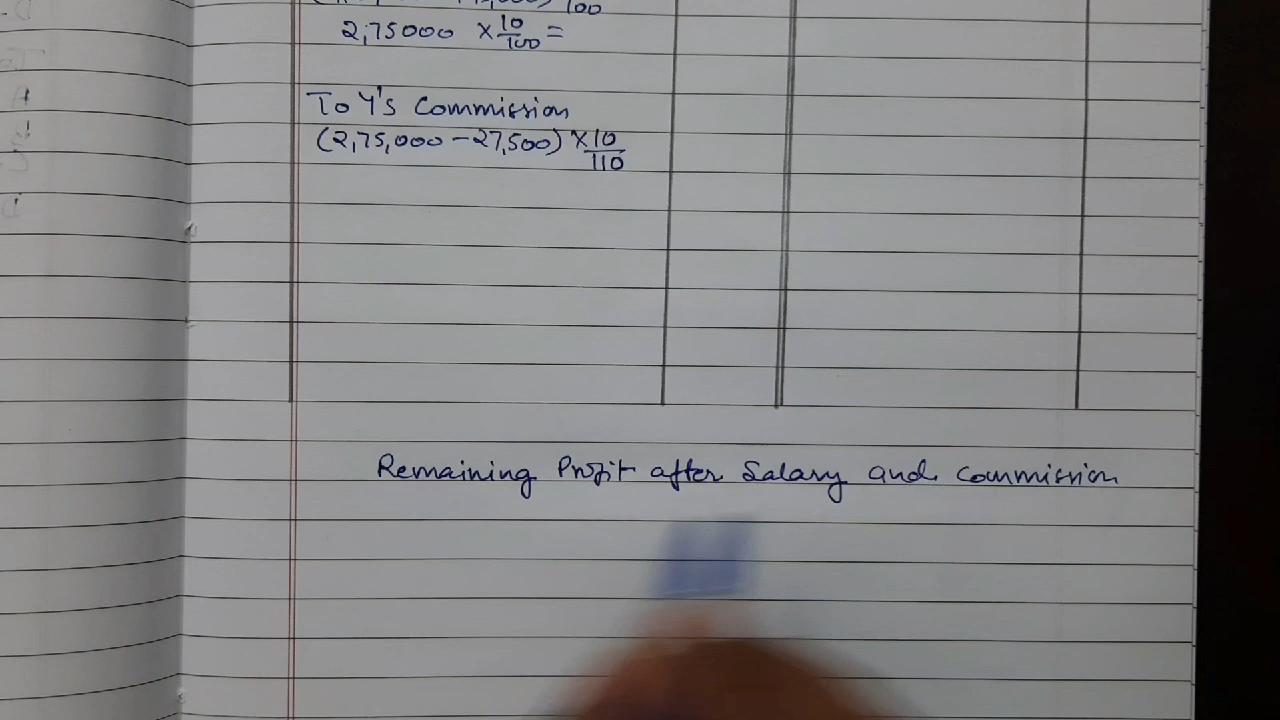 100
2,75000 × 10/100 =
To Y's Commission
(2,75,000 - 27,500) × 10/110
Remaining Profit after Salary and Commission